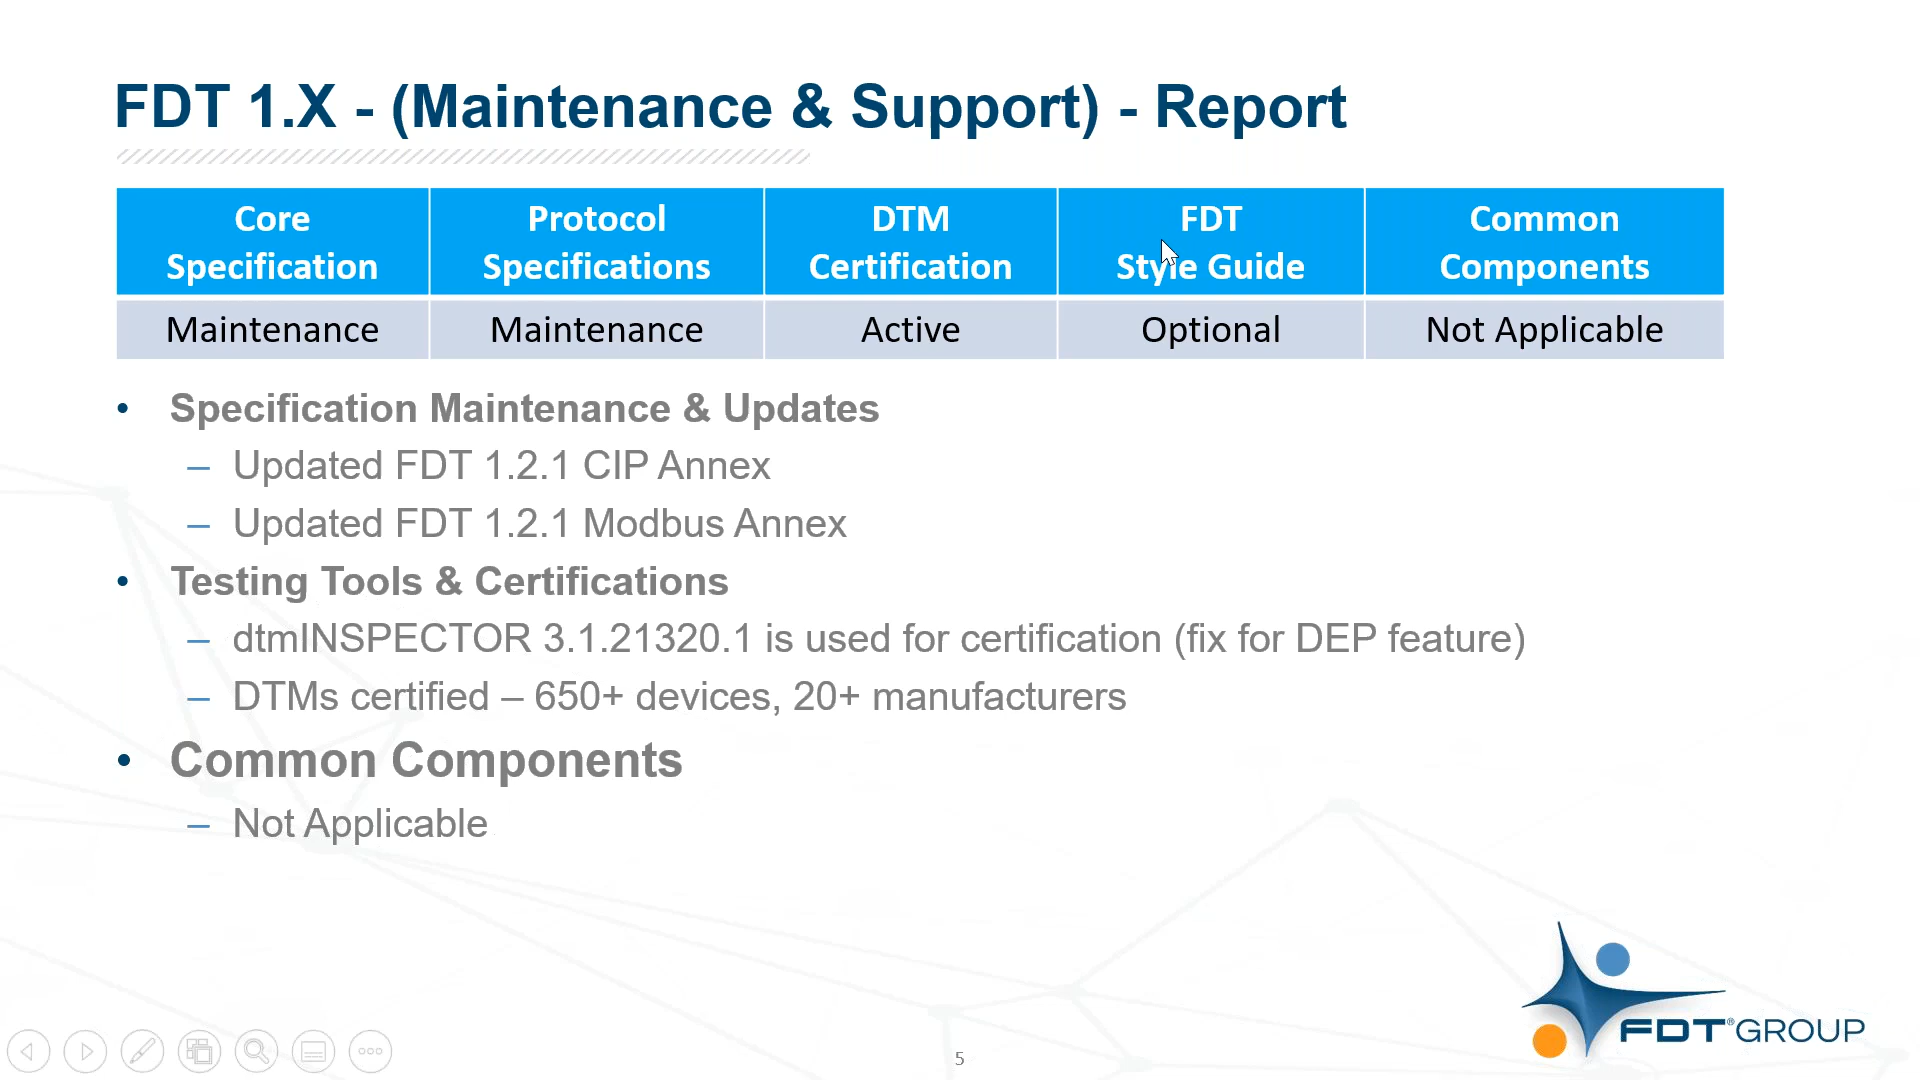 FDT 1.X - (Maintenance & Support) - Report
Core Specification
Protocol Specifications
DTM Certification
FDT Style Guide
Common Components
Maintenance
Maintenance
Active
Optional
Not Applicable
• Specification Maintenance & Updates
– Updated FDT 1.2.1 CIP Annex
– Updated FDT 1.2.1 Modbus Annex
• Testing Tools & Certifications
– dtmINSPECTOR 3.1.21320.1 is used for certification (fix for DEP feature)
– DTMs certified – 650+ devices, 20+ manufacturers
• Common Components
– Not Applicable
FDT® GROUP
5